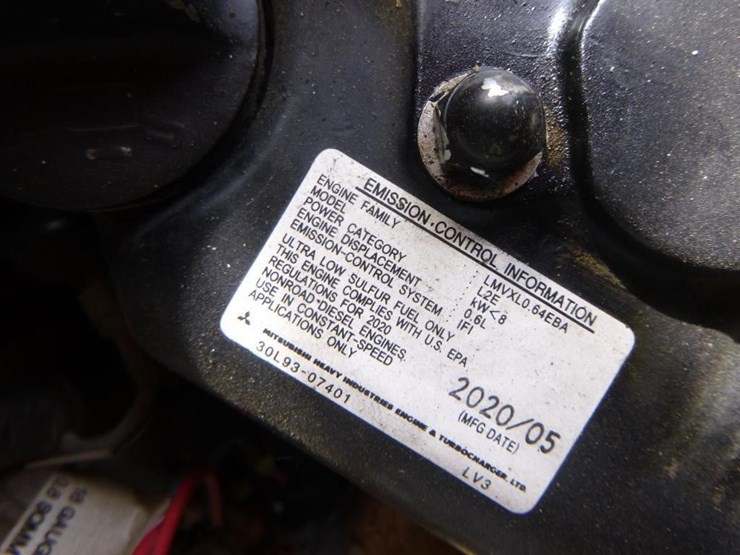 EMISSION-CONTROL INFORMATION
ENGINE FAMILY : LMVXL0.64EBA
MODEL : L2E
POWER CATEGORY : kW<8
ENGINE DISPLACEMENT : 0.6L
EMISSION-CONTROL SYSTEM : IFI
ULTRA LOW SULFUR FUEL ONLY
THIS ENGINE COMPLIES WITH U.S. EPA
REGULATIONS FOR 2020
NONROAD DIESEL ENGINES.
USE IN CONSTANT-SPEED
APPLICATIONS ONLY
2020/05
(MFG DATE)
MITSUBISHI HEAVY INDUSTRIES ENGINE & TURBOCHARGER, LTD.
30L93-07401
LV3
18 GAUG